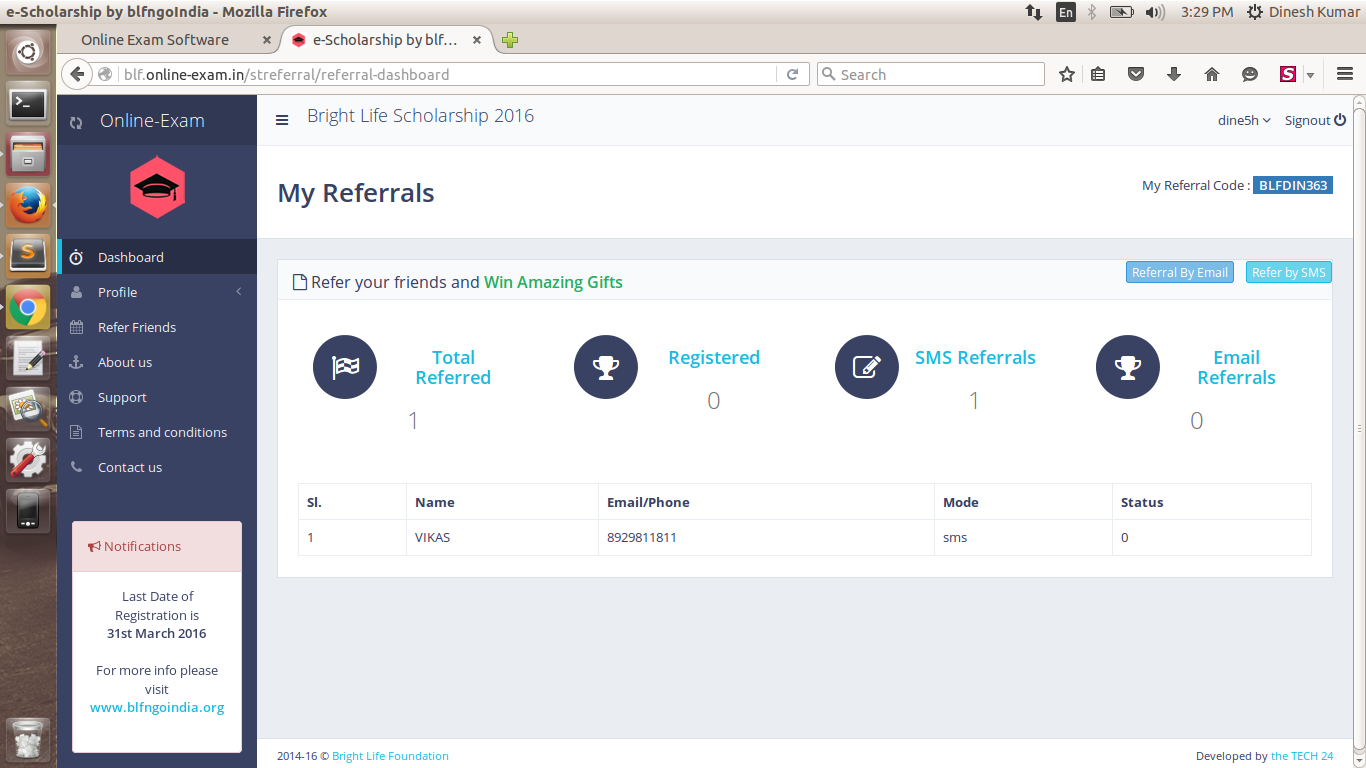 e-Scholarship by blfngoIndia - Mozilla Firefox
En
3:29 PM
Dinesh Kumar
Online Exam Software
e-Scholarship by blf...
blf.online-exam.in/streferral/referral-dashboard
Search
Online-Exam
Bright Life Scholarship 2016
dine5h
Signout
My Referrals
My Referral Code : BLFDIN363
Dashboard
Profile
Refer Friends
About us
Support
Terms and conditions
Contact us
Notifications
Last Date of
Registration is
31st March 2016
For more info please
visit
www.blfngoindia.org
Refer your friends and Win Amazing Gifts
Referral By Email
Refer by SMS
Total
Referred
1
Registered
0
SMS Referrals
1
Email
Referrals
0
Sl. Name Email/Phone Mode Status
1 VIKAS 8929811811 sms 0
2014-16 © Bright Life Foundation
Developed by the TECH 24